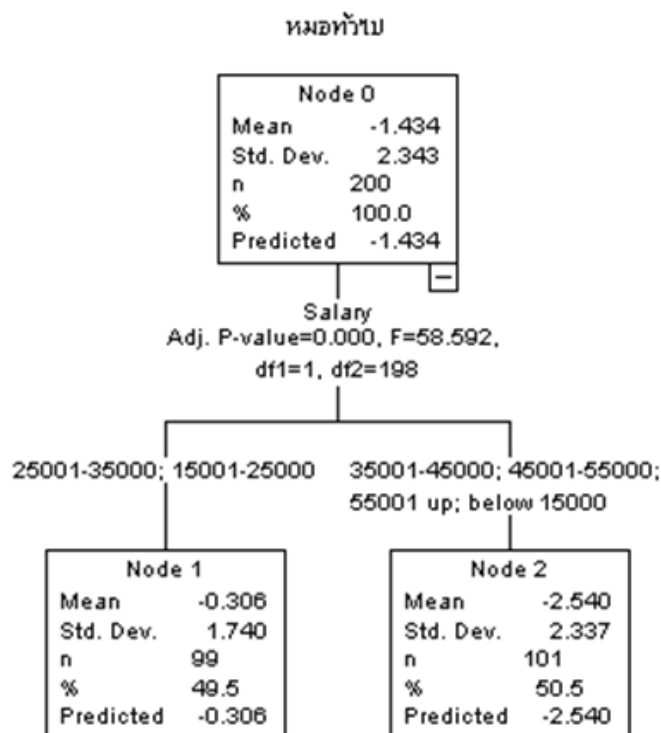 หมอทั่วไป
Node 0
Mean -1.434
Std. Dev. 2.343
n 200
% 100.0
Predicted -1.434
Salary
Adj. P-value=0.000, F=58.592,
df1=1, df2=198
25001-35000; 15001-25000
35001-45000; 45001-55000;
55001 up; below 15000
Node 1
Mean -0.306
Std. Dev. 1.740
n 99
% 49.5
Predicted -0.306
Node 2
Mean -2.540
Std. Dev. 2.337
n 101
% 50.5
Predicted -2.540